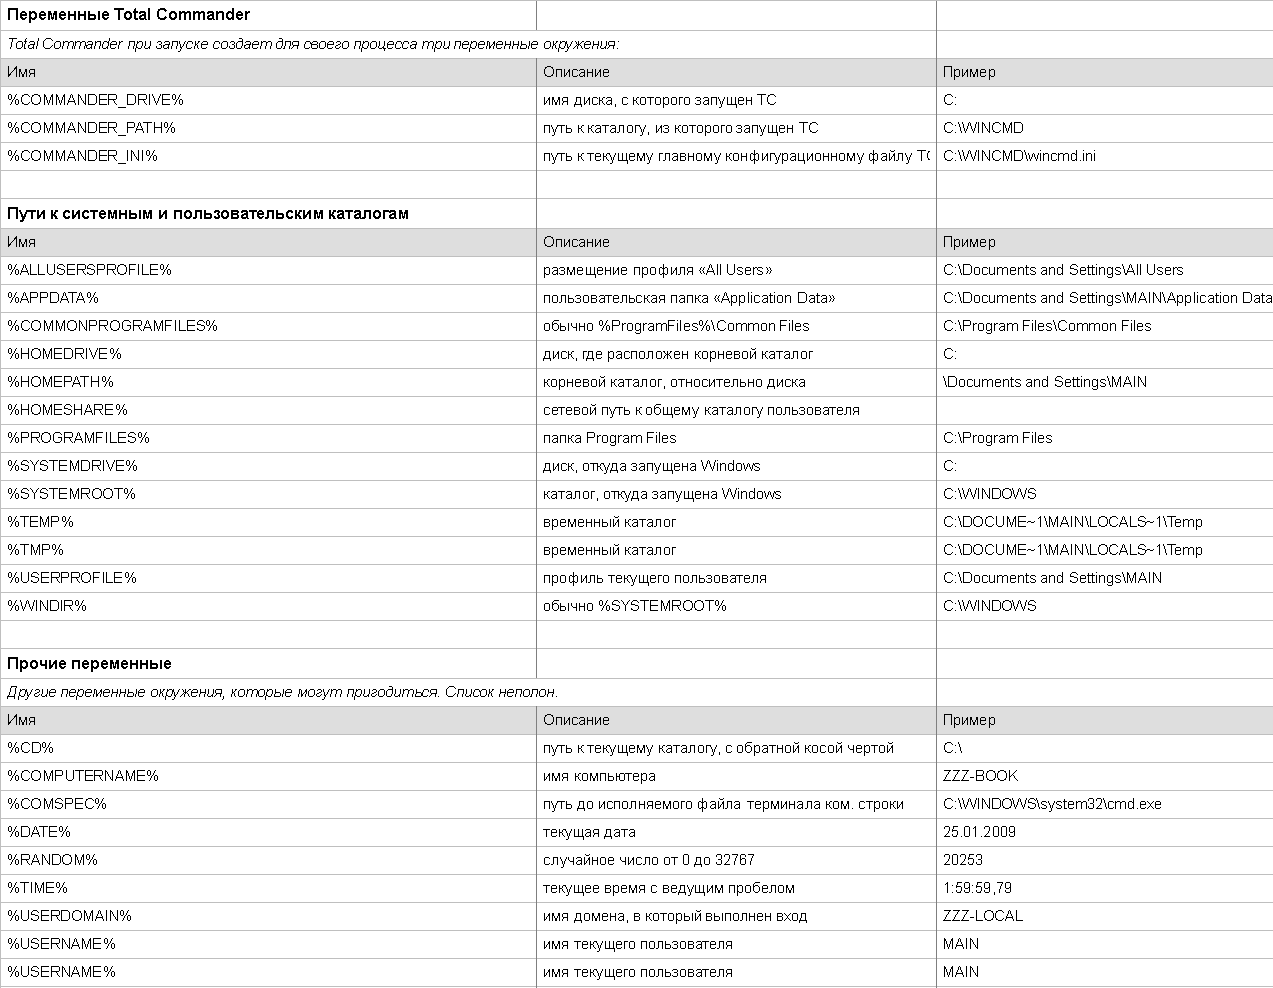 Переменные Total Commander
Total Commander при запуске создает для своего процесса три переменные окружения:
Имя Описание Пример
%COMMANDER_DRIVE% имя диска, с которого запущен TC C:
%COMMANDER_PATH% путь к каталогу, из которого запущен TC C:\WINCMD
%COMMANDER_INI% путь к текущему главному конфигурационному файлу TC C:\WINCMD\wincmd.ini
Пути к системным и пользовательским каталогам
Имя Описание Пример
%ALLUSERSPROFILE% размещение профиля «All Users» C:\Documents and Settings\All Users
%APPDATA% пользовательская папка «Application Data» C:\Documents and Settings\MAIN\Application Data
%COMMONPROGRAMFILES% обычно %ProgramFiles%\Common Files C:\Program Files\Common Files
%HOMEDRIVE% диск, где расположен корневой каталог C:
%HOMEPATH% корневой каталог, относительно диска \Documents and Settings\MAIN
%HOMESHARE% сетевой путь к общему каталогу пользователя
%PROGRAMFILES% папка Program Files C:\Program Files
%SYSTEMDRIVE% диск, откуда запущена Windows C:
%SYSTEMROOT% каталог, откуда запущена Windows C:\WINDOWS
%TEMP% временный каталог C:\DOCUME~1\MAIN\LOCALS~1\Temp
%TMP% временный каталог C:\DOCUME~1\MAIN\LOCALS~1\Temp
%USERPROFILE% профиль текущего пользователя C:\Documents and Settings\MAIN
%WINDIR% обычно %SYSTEMROOT% C:\WINDOWS
Прочие переменные
Другие переменные окружения, которые могут пригодиться. Список неполон.
Имя Описание Пример
%CD% путь к текущему каталогу, с обратной косой чертой C:\
%COMPUTERNAME% имя компьютера ZZZ-BOOK
%COMSPEC% путь до исполняемого файла терминала ком. строки C:\WINDOWS\system32\cmd.exe
%DATE% текущая дата 25.01.2009
%RANDOM% случайное число от 0 до 32767 20253
%TIME% текущее время с ведущим пробелом 1:59:59,79
%USERDOMAIN% имя домена, в который выполнен вход ZZZ-LOCAL
%USERNAME% имя текущего пользователя MAIN
%USERNAME% имя текущего пользователя MAIN